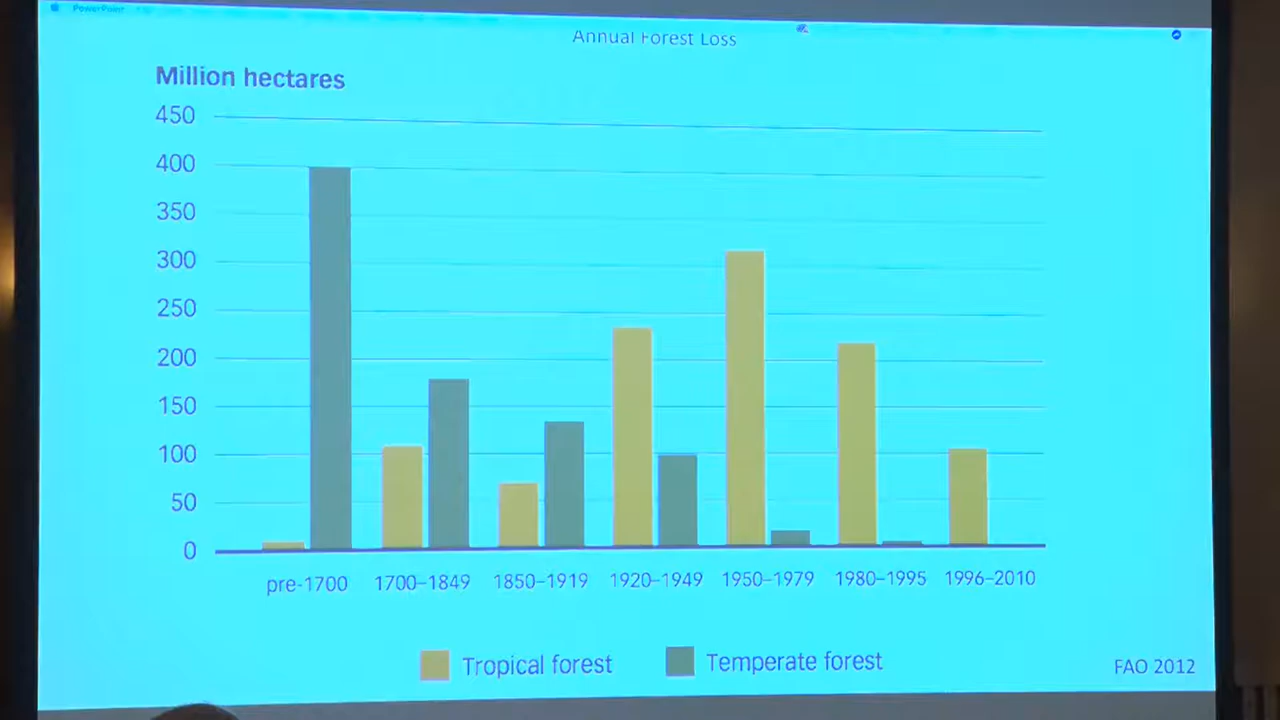 PowerPoint
Annual Forest Loss
Million hectares
450
400
350
300
250
200
150
100
50
0
pre-1700 1700–1849 1850–1919 1920–1949 1950–1979 1980–1995 1996–2010
Tropical forest Temperate forest
FAO 2012